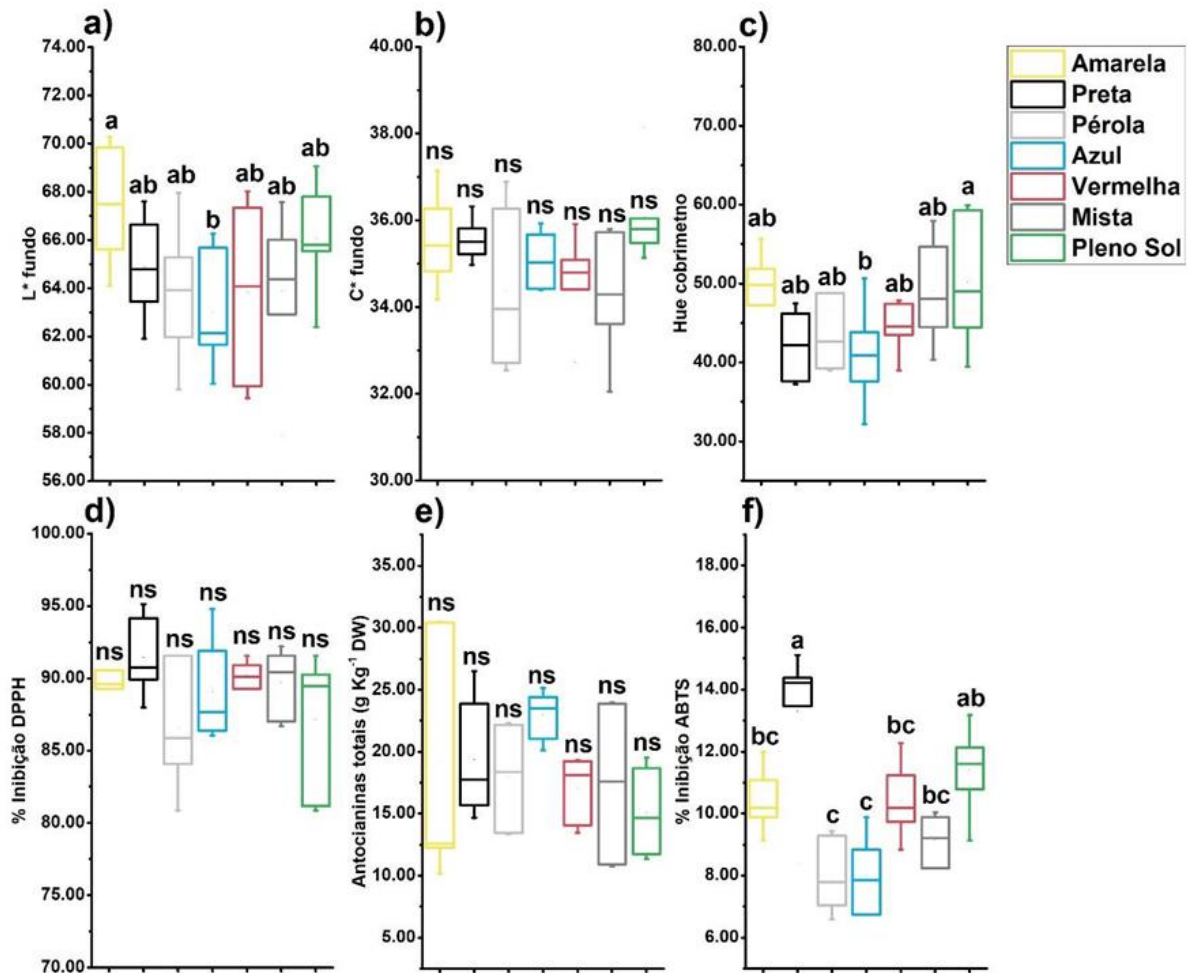 a)
74.00
72.00
70.00
68.00
66.00
64.00
62.00
60.00
58.00
56.00
L* fundo
a
ab
ab
b
ab
ab
ab
b)
40.00
38.00
36.00
34.00
32.00
30.00
C* fundo
ns
ns
ns
ns
ns
ns
ns
c)
80.00
70.00
60.00
50.00
40.00
30.00
Hue cobrimetno
ab
ab
ab
b
ab
ab
a
Amarela
Preta
Pérola
Azul
Vermelha
Mista
Pleno Sol
d)
100.00
95.00
90.00
85.00
80.00
75.00
70.00
% Inibição DPPH
ns
ns
ns
ns
ns
ns
ns
e)
35.00
30.00
25.00
20.00
15.00
10.00
5.00
Antocianinas totais (g Kg⁻¹ DW)
ns
ns
ns
ns
ns
ns
ns
f)
18.00
16.00
14.00
12.00
10.00
8.00
6.00
% Inibição ABTS
bc
a
c
c
bc
bc
ab